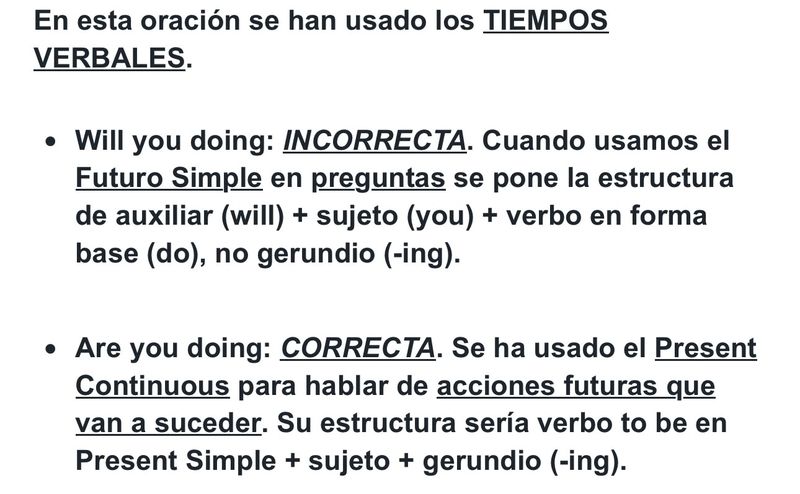 En esta oración se han usado los TIEMPOS
VERBALES.
• Will you doing: INCORRECTA. Cuando usamos el
Futuro Simple en preguntas se pone la estructura
de auxiliar (will) + sujeto (you) + verbo en forma
base (do), no gerundio (-ing).
• Are you doing: CORRECTA. Se ha usado el Present
Continuous para hablar de acciones futuras que
van a suceder. Su estructura sería verbo to be en
Present Simple + sujeto + gerundio (-ing).